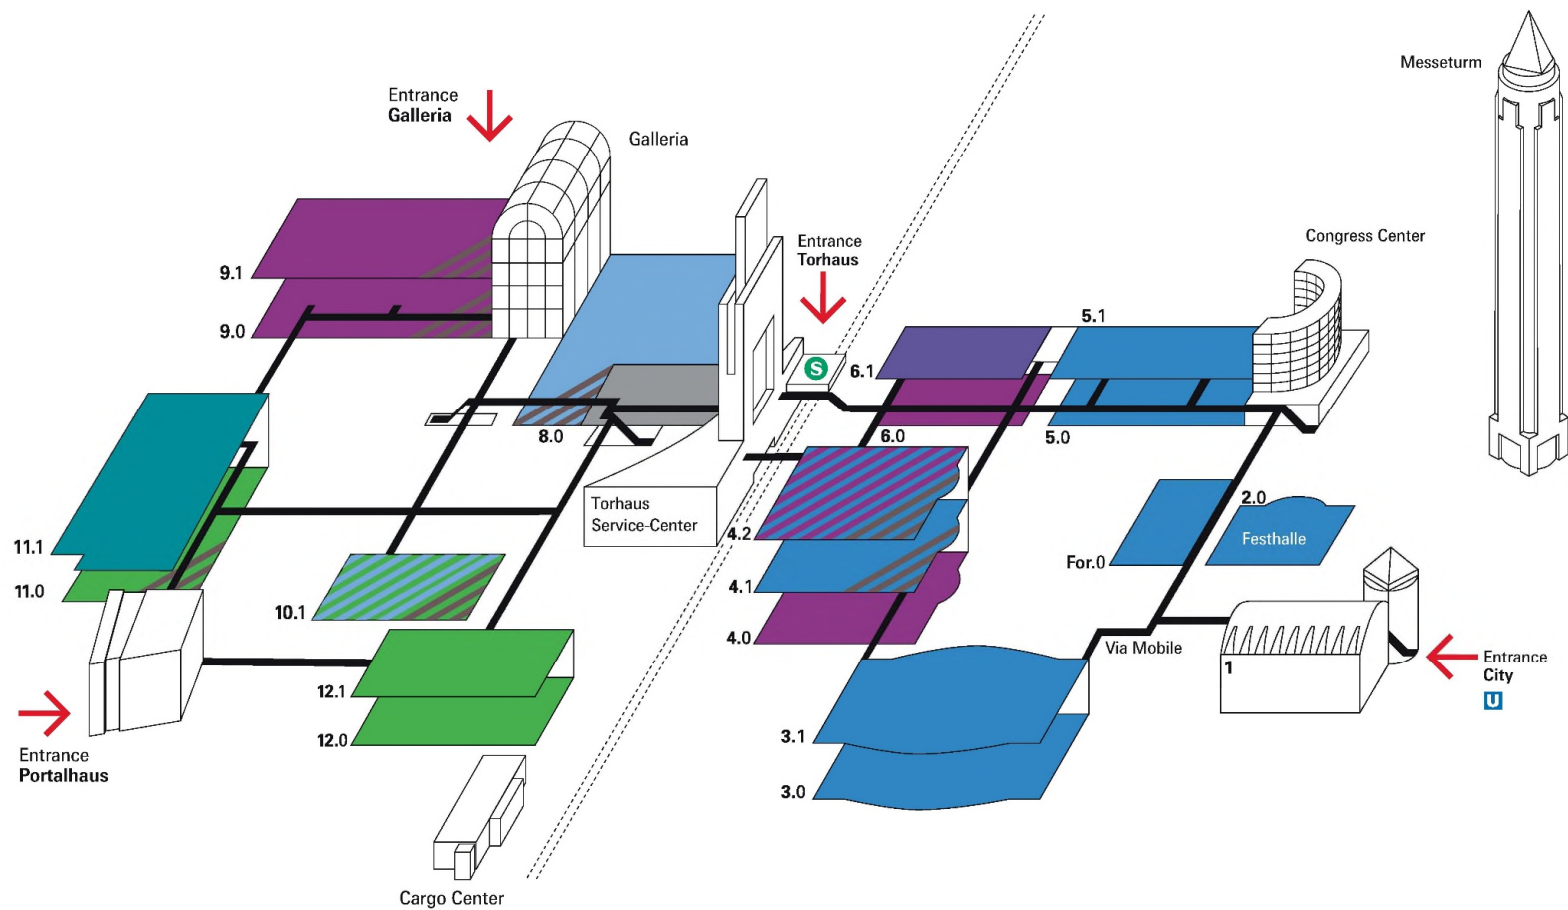 Messeturm
Entrance
Galleria
Galleria
Entrance
Torhaus
Congress Center
9.1
9.0
5.1
S
6.1
8.0
6.0
5.0
Torhaus
Service-Center
2.0
Festhalle
4.2
11.1
For.0
4.1
11.0
10.1
4.0
Via Mobile
1
Entrance
City
U
12.1
12.0
3.1
Entrance
Portalhaus
3.0
Cargo Center